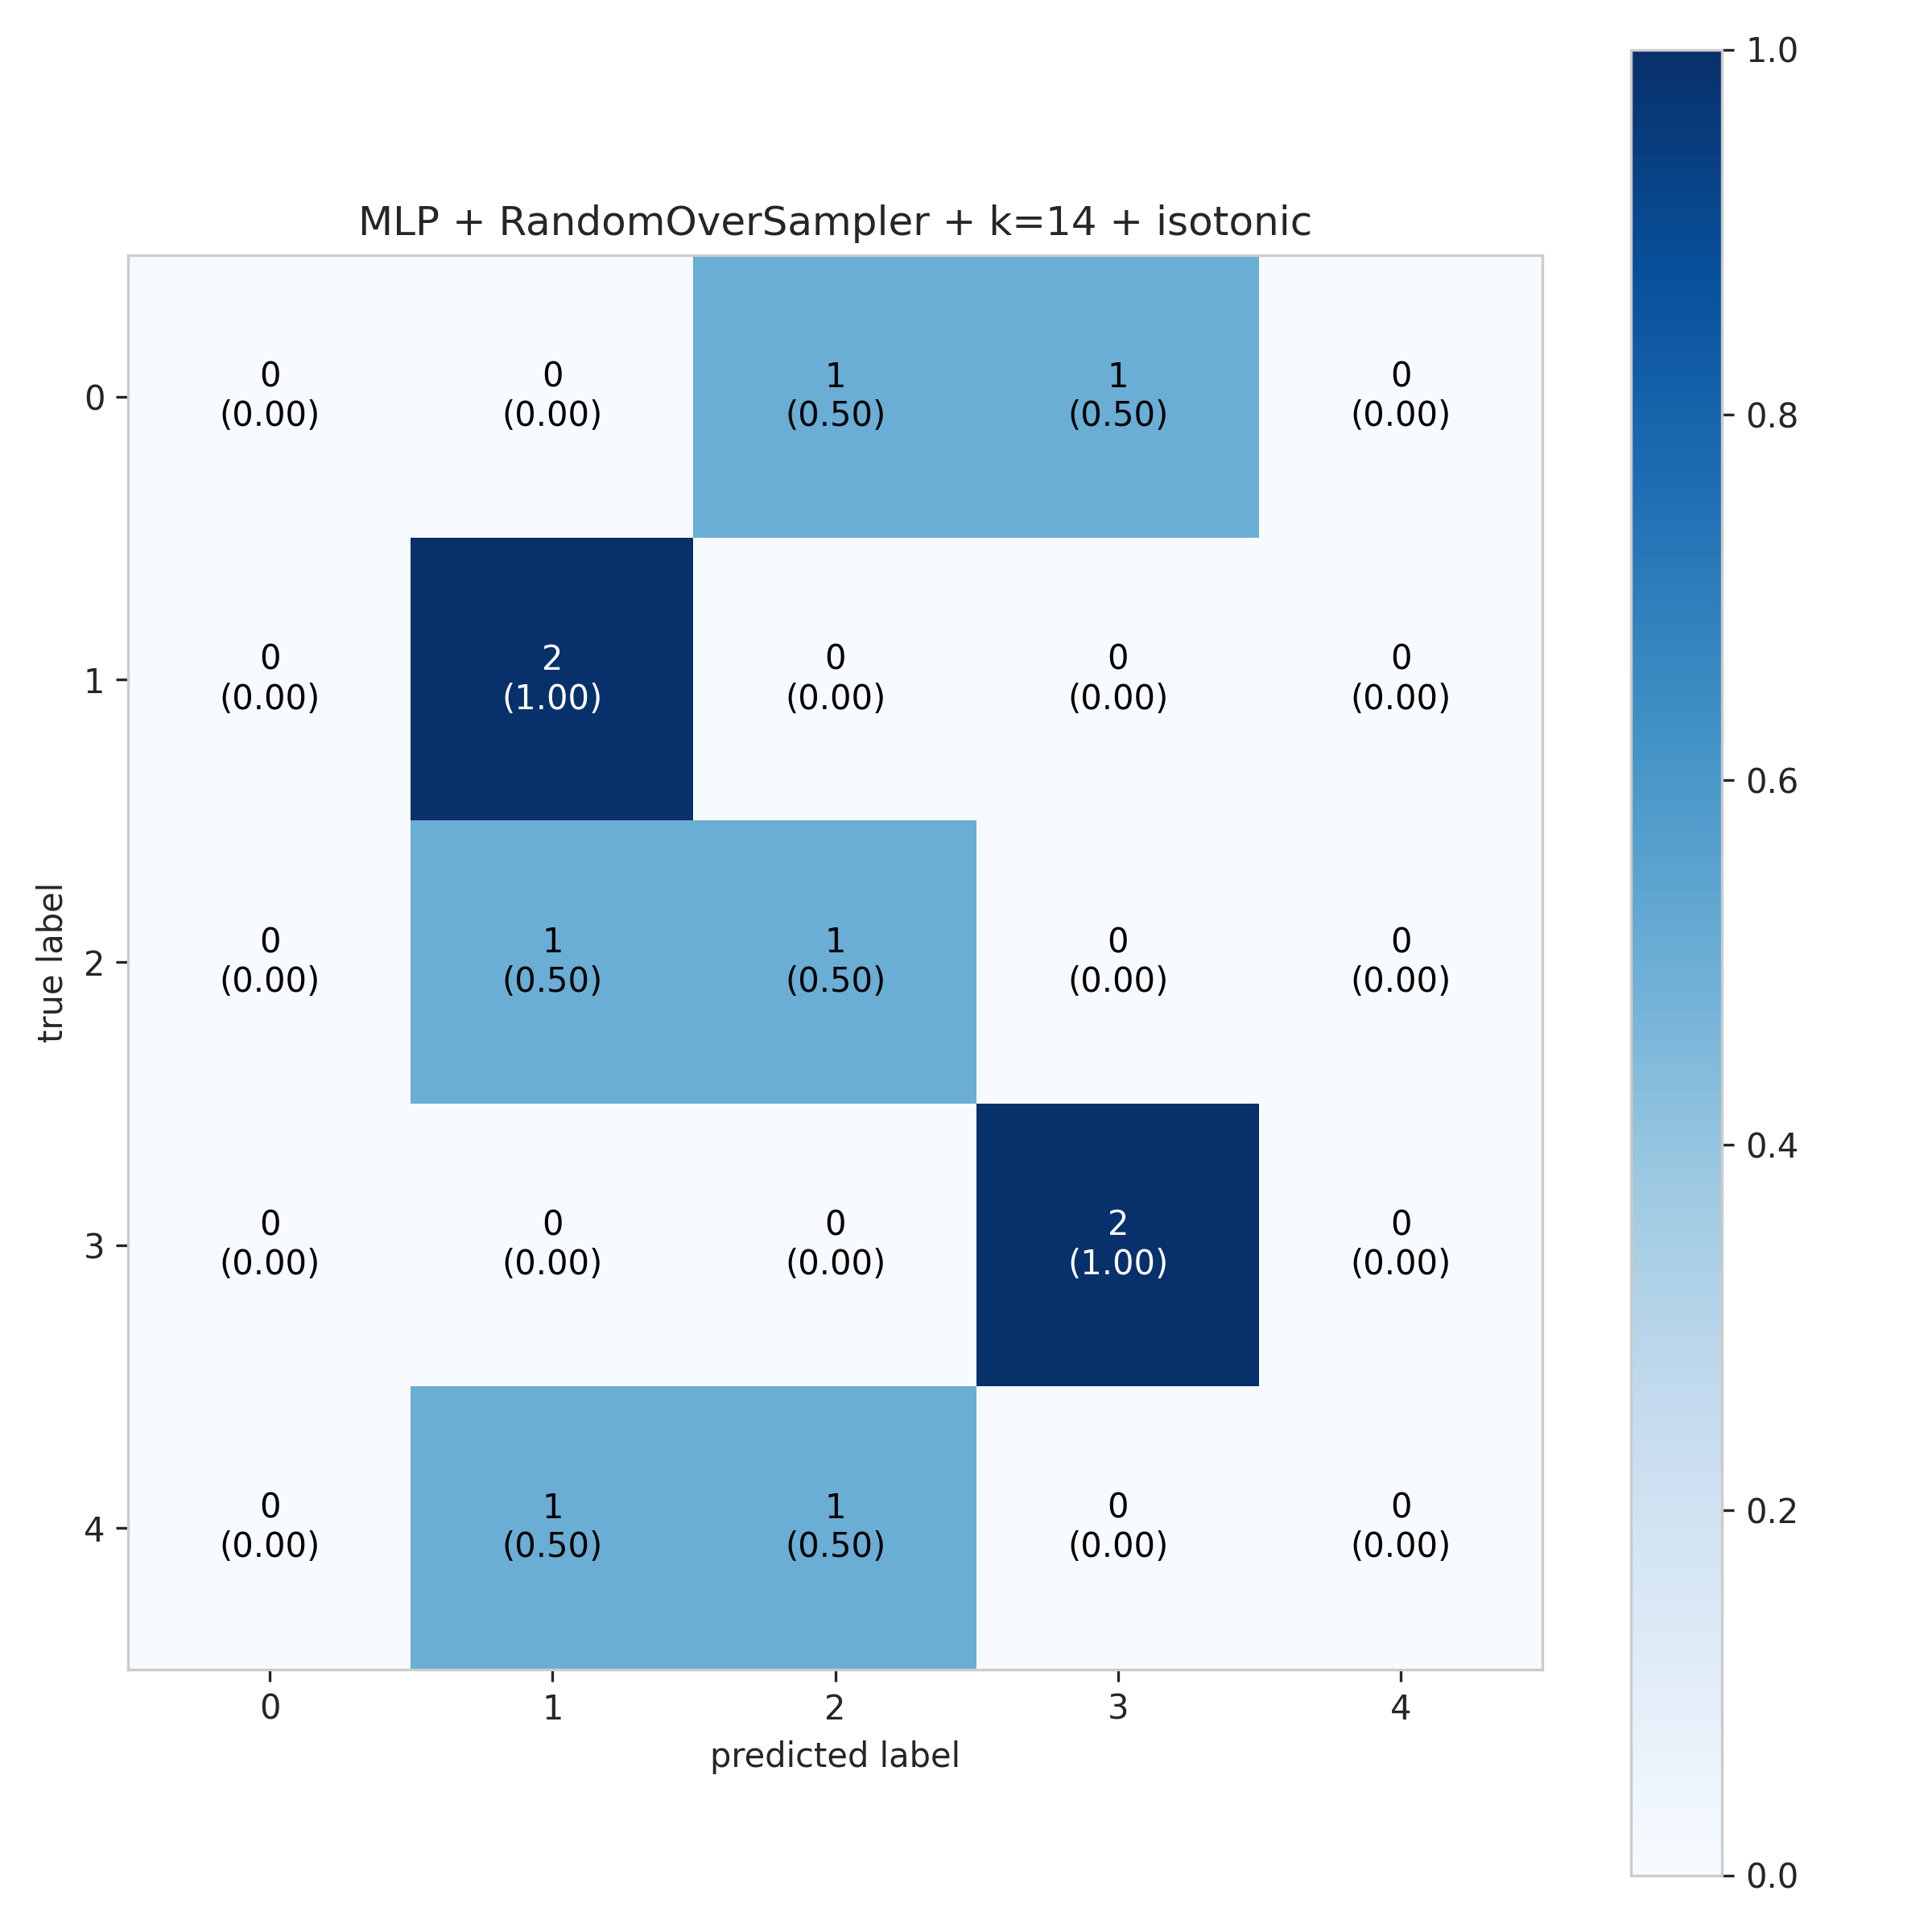 MLP + RandomOverSampler + k=14 + isotonic
1.0
0.8
0.6
0.4
0.2
0.0
true label
0
0 0 1 1 0
(0.00) (0.00) (0.50) (0.50) (0.00)
1
0 2 0 0 0
(0.00) (1.00) (0.00) (0.00) (0.00)
2
0 1 1 0 0
(0.00) (0.50) (0.50) (0.00) (0.00)
3
0 0 0 2 0
(0.00) (0.00) (0.00) (1.00) (0.00)
4
0 1 1 0 0
(0.00) (0.50) (0.50) (0.00) (0.00)
0 1 2 3 4
predicted label